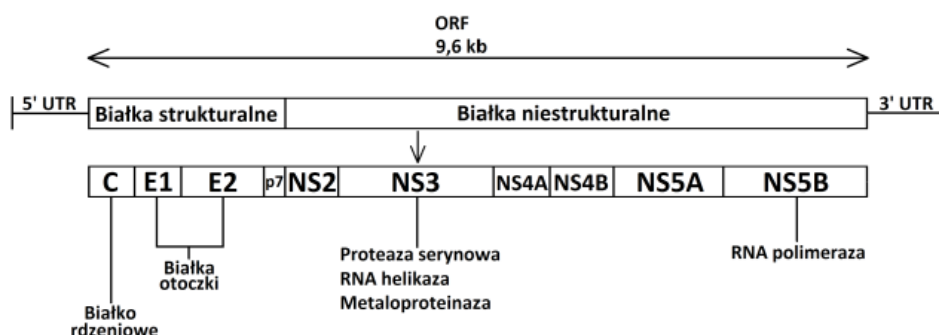 ORF
9,6 kb
5' UTR
Białka strukturalne
Białka niestrukturalne
3' UTR
C
E1
E2
p7
NS2
NS3
NS4A
NS4B
NS5A
NS5B
Białko
rdzeniowe
Białka
otoczki
Proteaza serynowa
RNA helikaza
Metaloproteinaza
RNA polimeraza